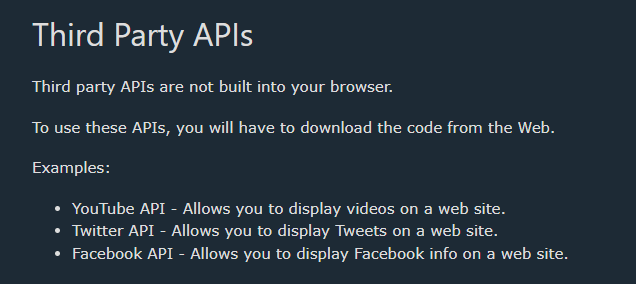 Third Party APIs
Third party APIs are not built into your browser.
To use these APIs, you will have to download the code from the Web.
Examples:
• YouTube API - Allows you to display videos on a web site.
• Twitter API - Allows you to display Tweets on a web site.
• Facebook API - Allows you to display Facebook info on a web site.